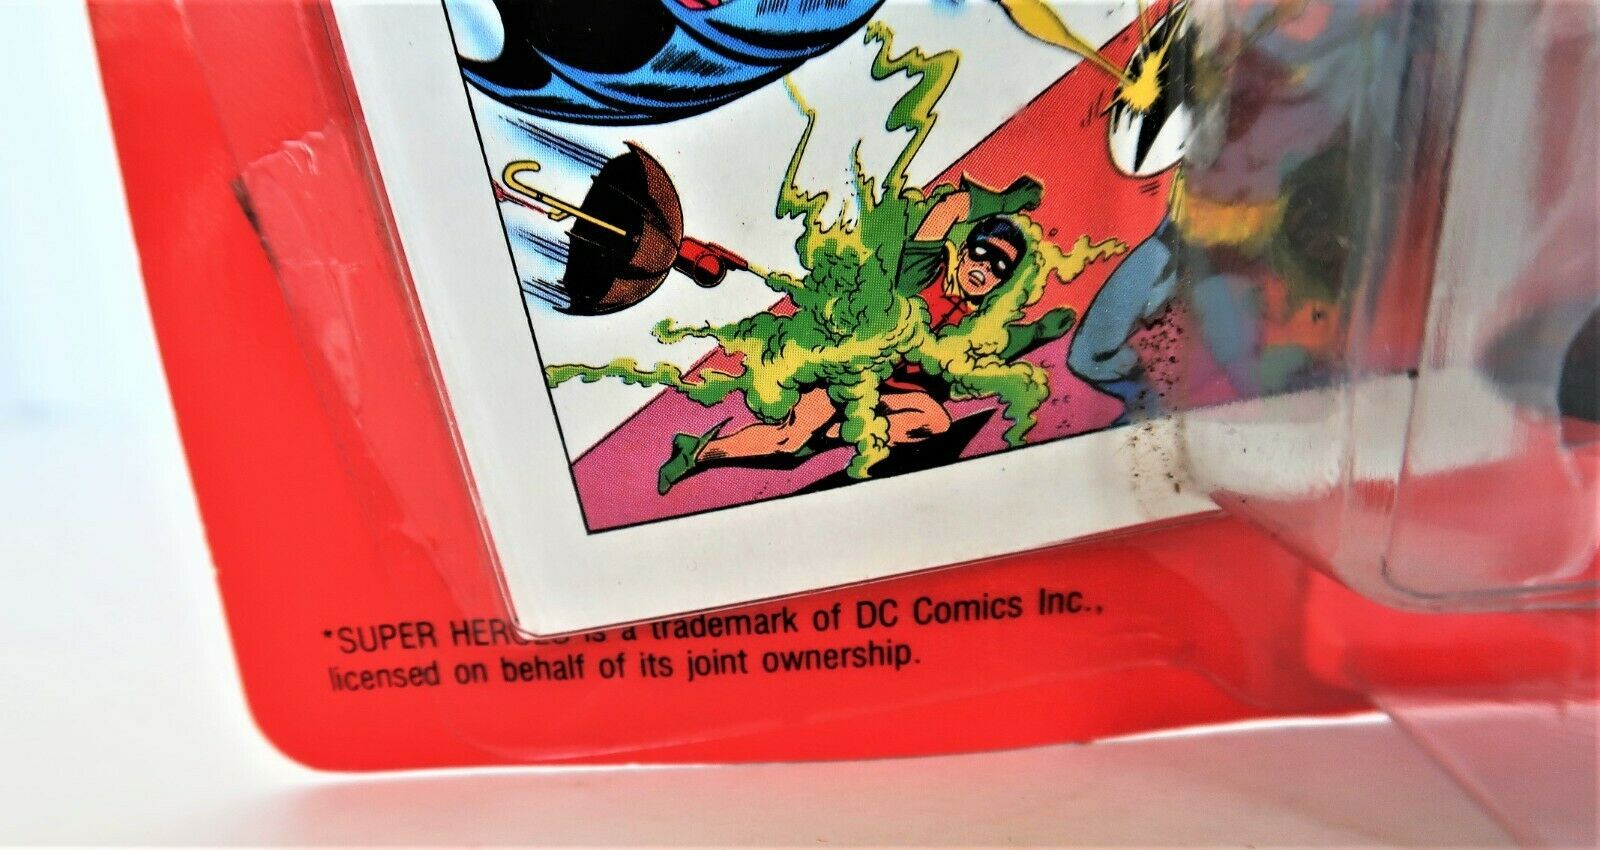 *SUPER HEROES is a trademark of DC Comics Inc.,
licensed on behalf of its joint ownership.